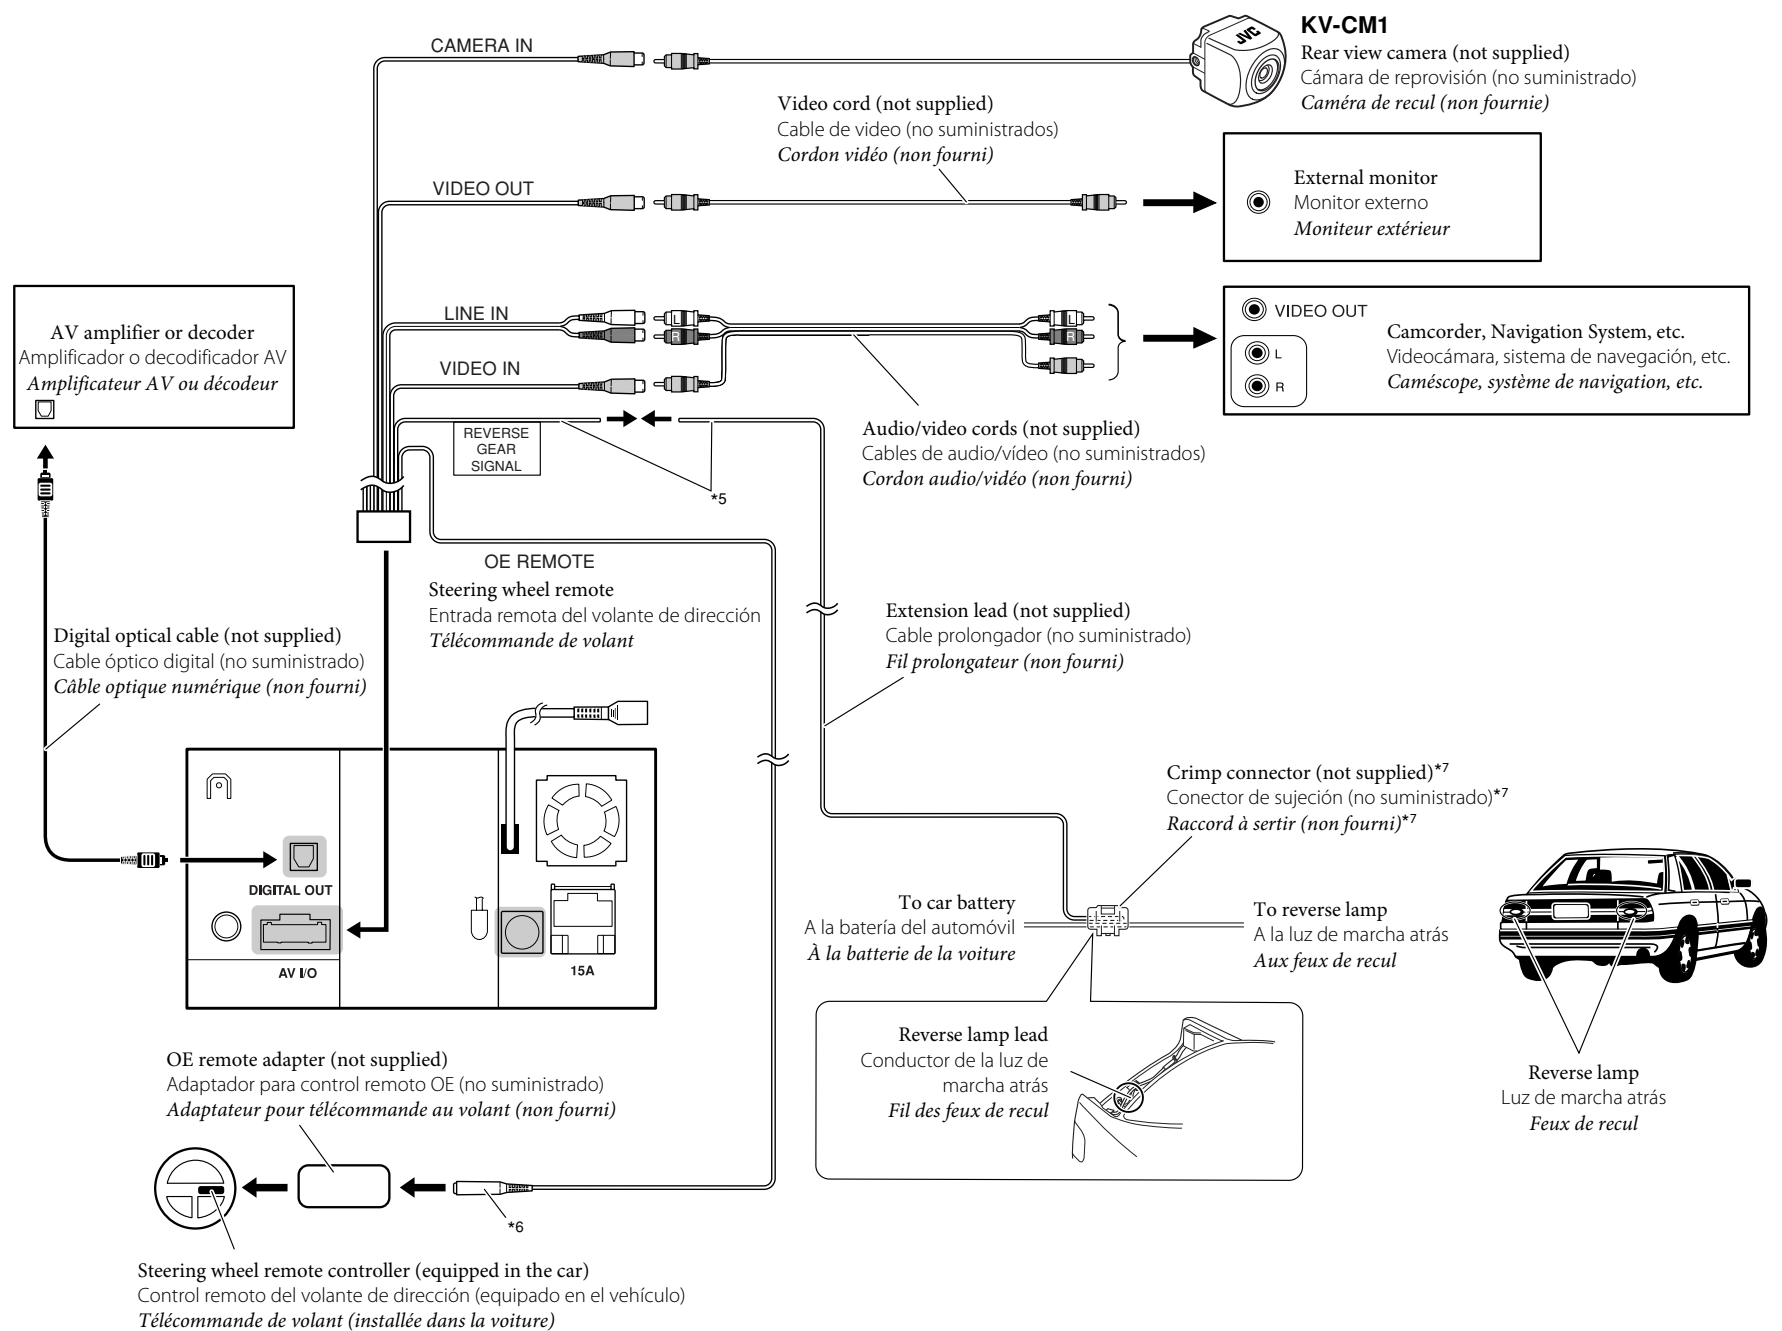 CAMERA IN
JVC
KV-CM1
Rear view camera (not supplied)
Cámara de reprovisión (no suministrado)
Caméra de recul (non fournie)
Video cord (not supplied)
Cable de video (no suministrados)
Cordon vidéo (non fourni)
VIDEO OUT
External monitor
Monitor externo
Moniteur extérieur
AV amplifier or decoder
Amplificador o decodificador AV
Amplificateur AV ou décodeur
LINE IN
L
R
L
R
VIDEO IN
VIDEO OUT
L
R
Camcorder, Navigation System, etc.
Videocámara, sistema de navegación, etc.
Caméscope, système de navigation, etc.
REVERSE
GEAR
SIGNAL
*5
Audio/video cords (not supplied)
Cables de audio/vídeo (no suministrados)
Cordon audio/vidéo (non fourni)
OE REMOTE
Steering wheel remote
Entrada remota del volante de dirección
Télécommande de volant
Extension lead (not supplied)
Cable prolongador (no suministrado)
Fil prolongateur (non fourni)
Digital optical cable (not supplied)
Cable óptico digital (no suministrado)
Câble optique numérique (non fourni)
DIGITAL OUT
AV I/O
15A
Crimp connector (not supplied)*7
Conector de sujeción (no suministrado)*7
Raccord à sertir (non fourni)*7
To car battery
A la batería del automóvil
À la batterie de la voiture
To reverse lamp
A la luz de marcha atrás
Aux feux de recul
Reverse lamp lead
Conductor de la luz de
marcha atrás
Fil des feux de recul
Reverse lamp
Luz de marcha atrás
Feux de recul
OE remote adapter (not supplied)
Adaptador para control remoto OE (no suministrado)
Adaptateur pour télécommande au volant (non fourni)
*6
Steering wheel remote controller (equipped in the car)
Control remoto del volante de dirección (equipado en el vehículo)
Télécommande de volant (installée dans la voiture)